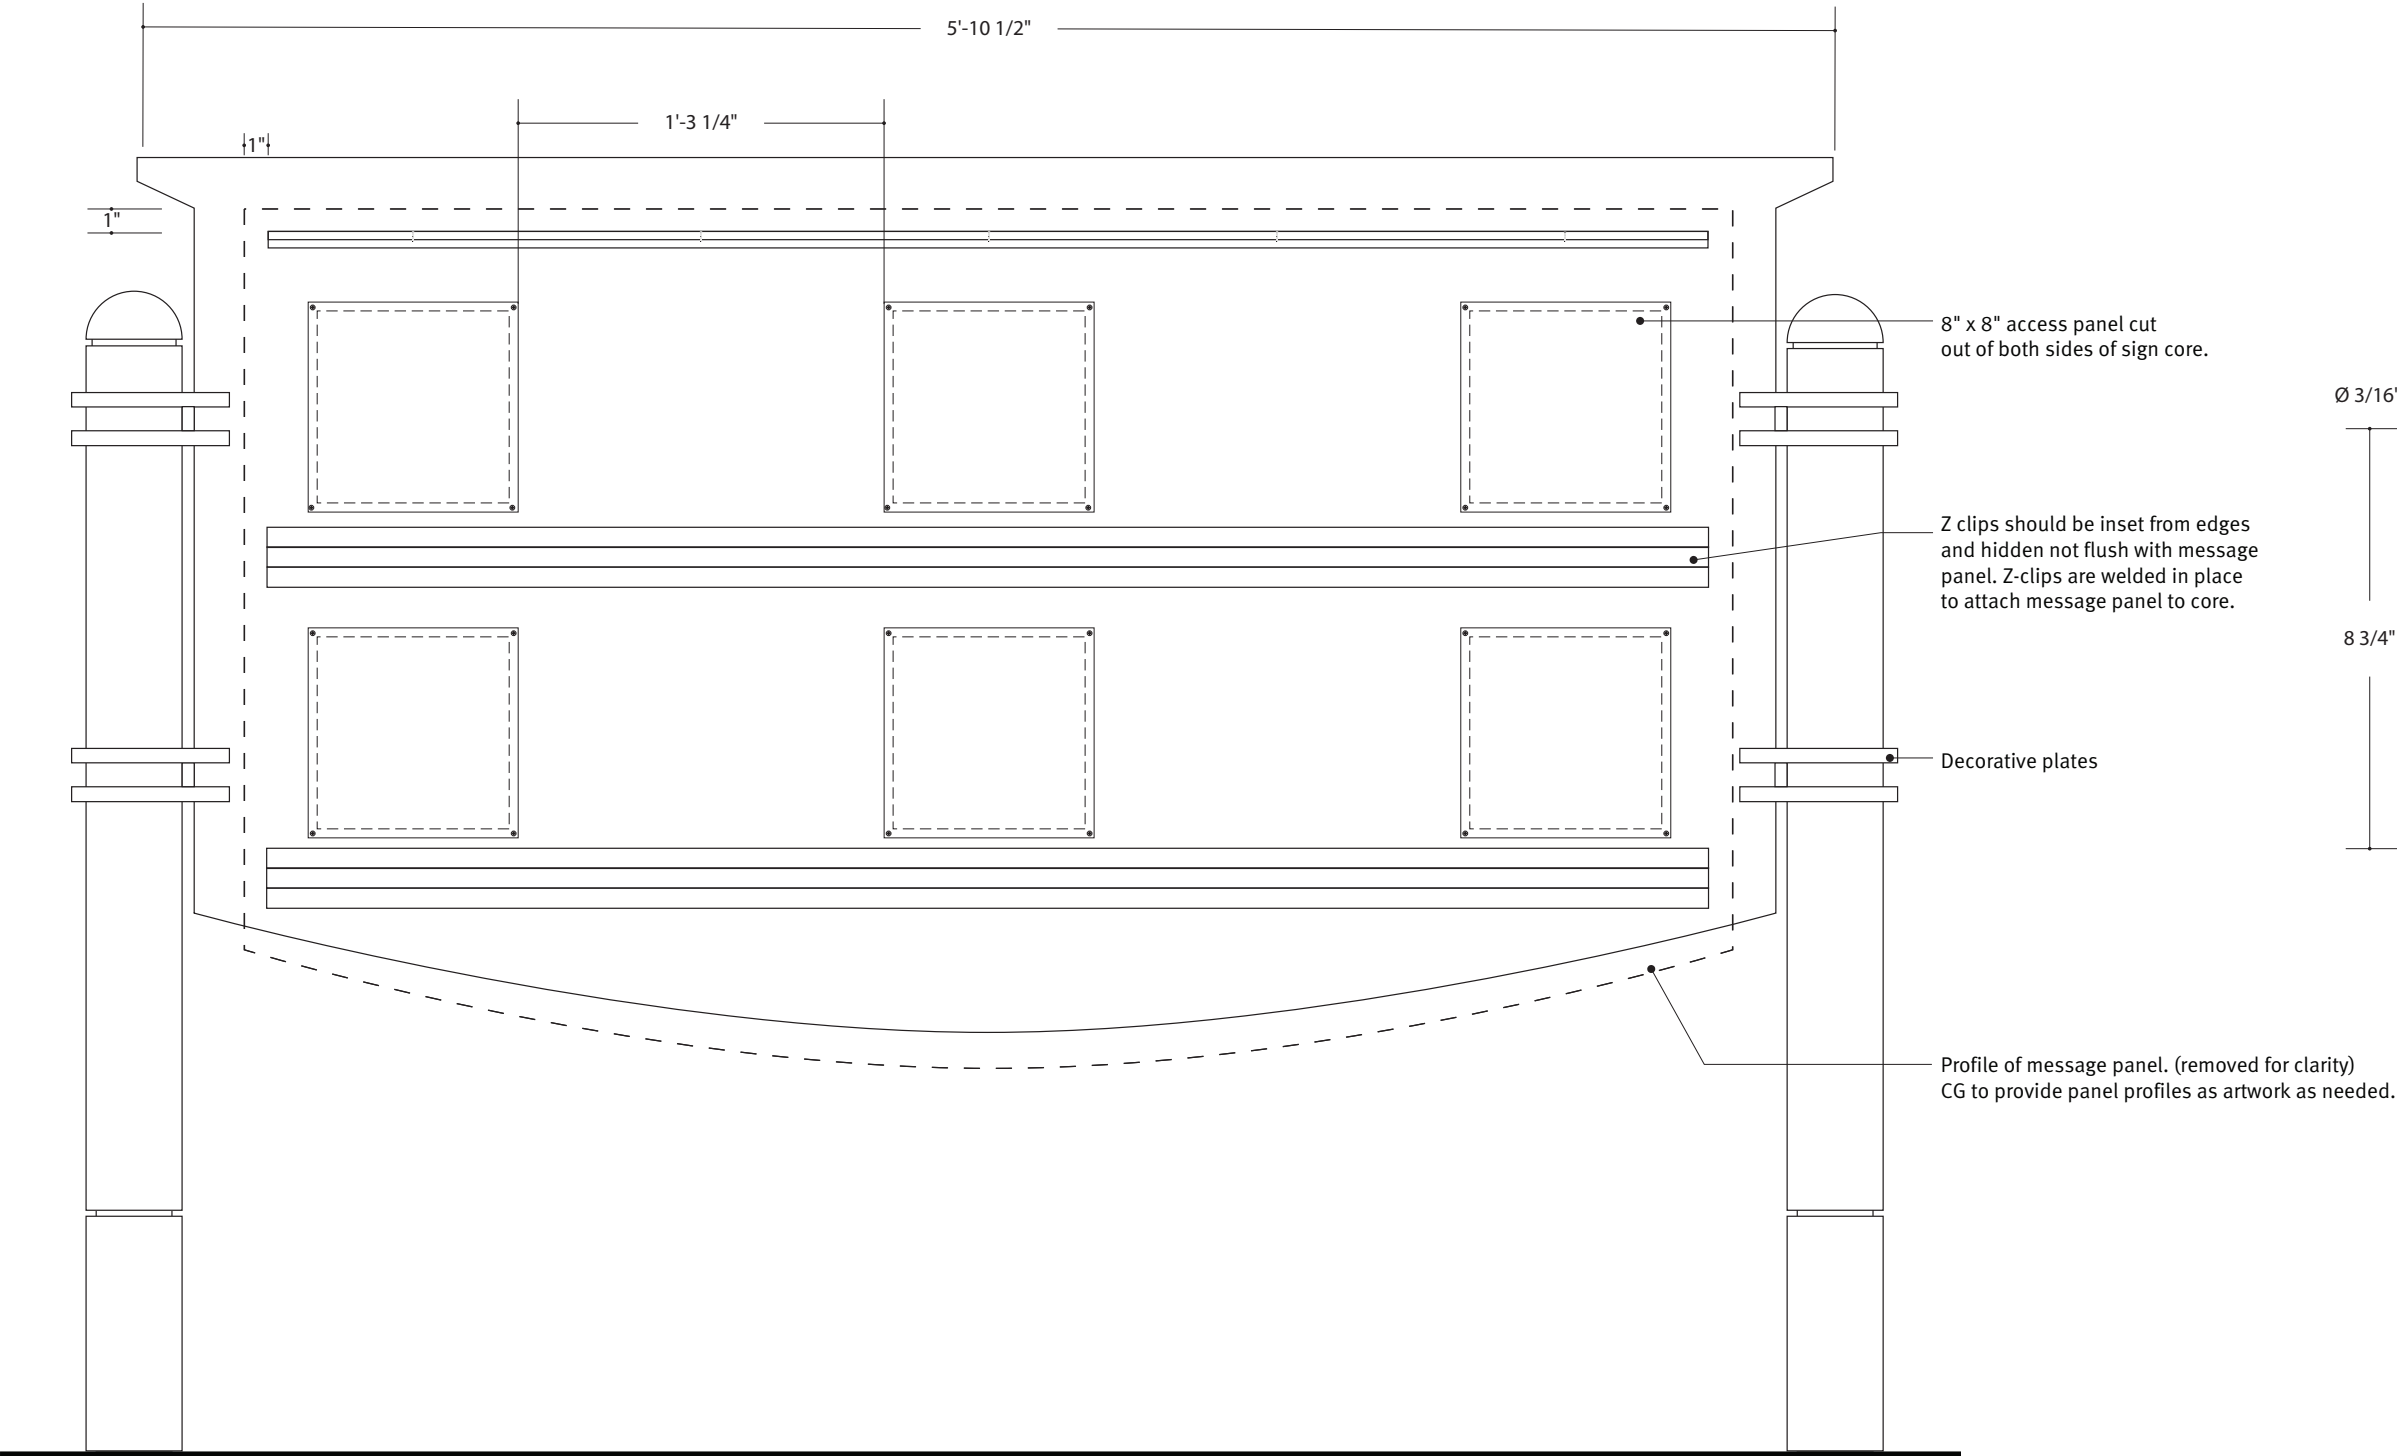 5'-10 1/2"
1'-3 1/4"
1"
1"
8" x 8" access panel cut
out of both sides of sign core.
Ø 3/16"
Z clips should be inset from edges
and hidden not flush with message
panel. Z-clips are welded in place
to attach message panel to core.
8 3/4"
Decorative plates
Profile of message panel. (removed for clarity)
CG to provide panel profiles as artwork as needed.